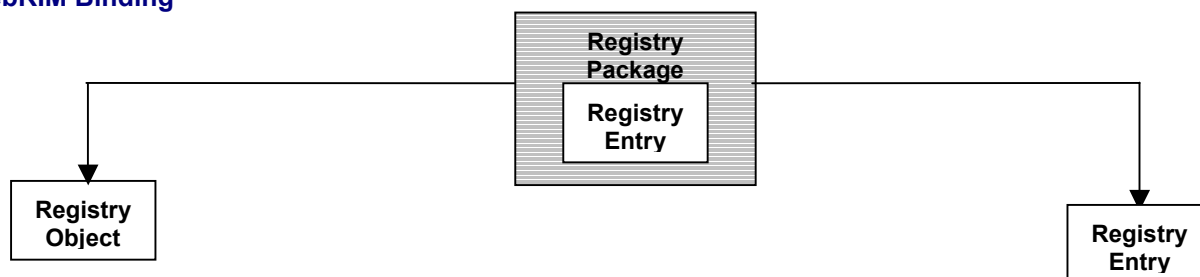 bRIM Binding
Registry
Package
Registry
Entry
Registry
Object
Registry
Entry